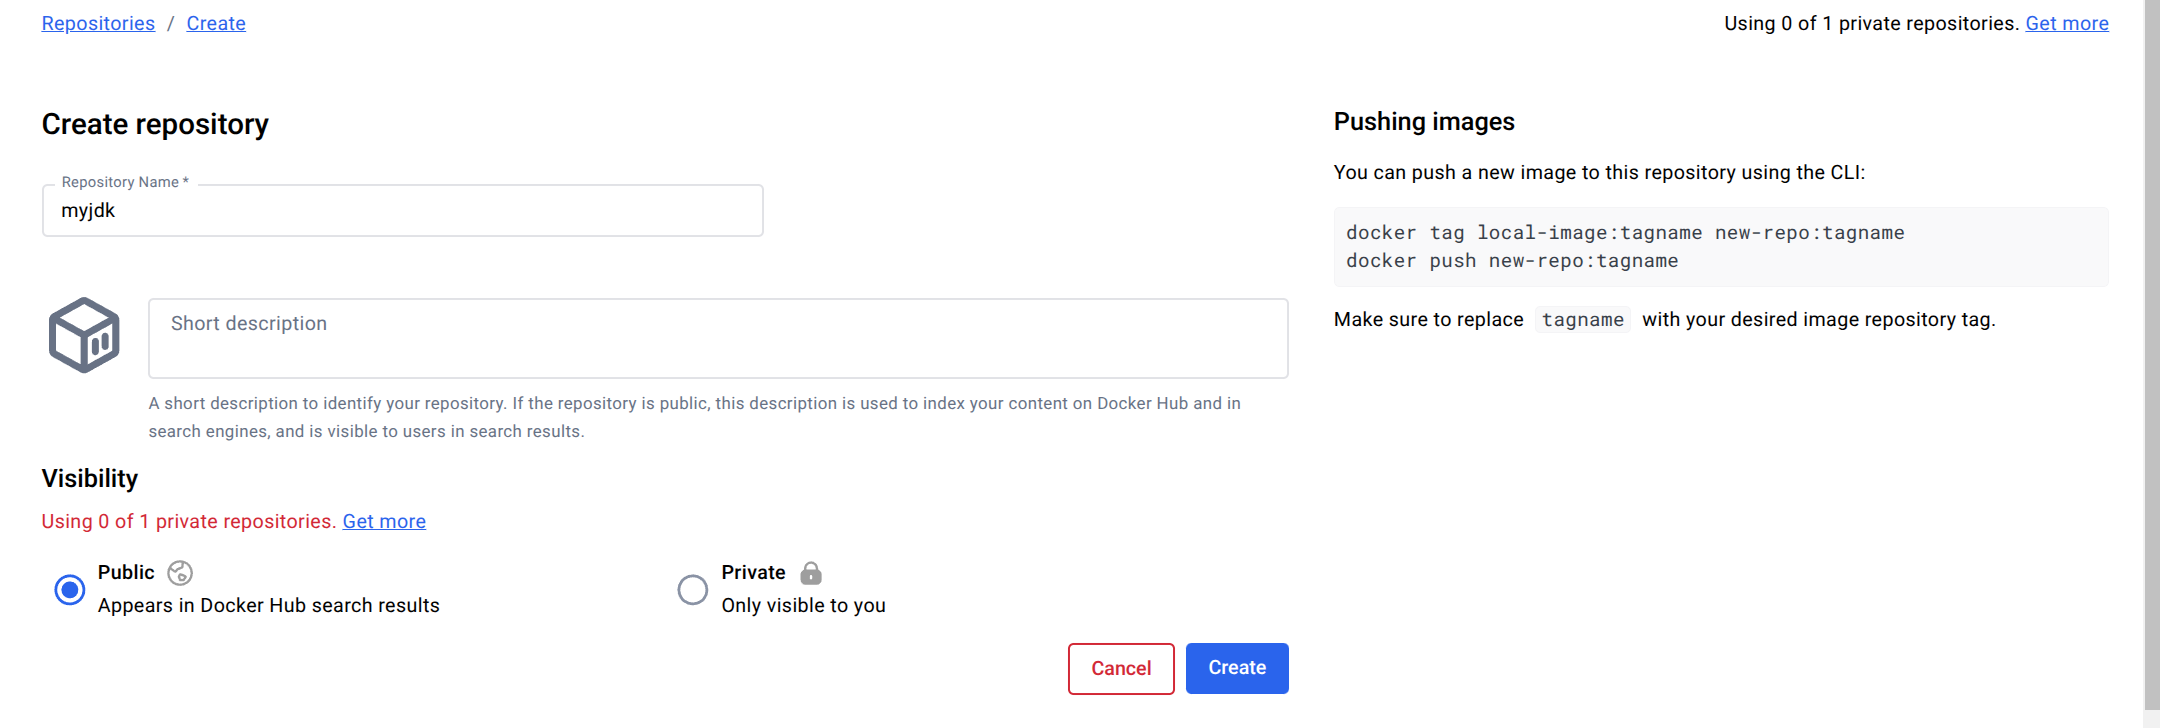 Repositories / Create
Using 0 of 1 private repositories. Get more
Create repository
Repository Name *
myjdk
Short description
A short description to identify your repository. If the repository is public, this description is used to index your content on Docker Hub and in
search engines, and is visible to users in search results.
Visibility
Using 0 of 1 private repositories. Get more
Public
Appears in Docker Hub search results
Private
Only visible to you
Cancel
Create
Pushing images
You can push a new image to this repository using the CLI:
docker tag local-image:tagname new-repo:tagname
docker push new-repo:tagname
Make sure to replace tagname with your desired image repository tag.